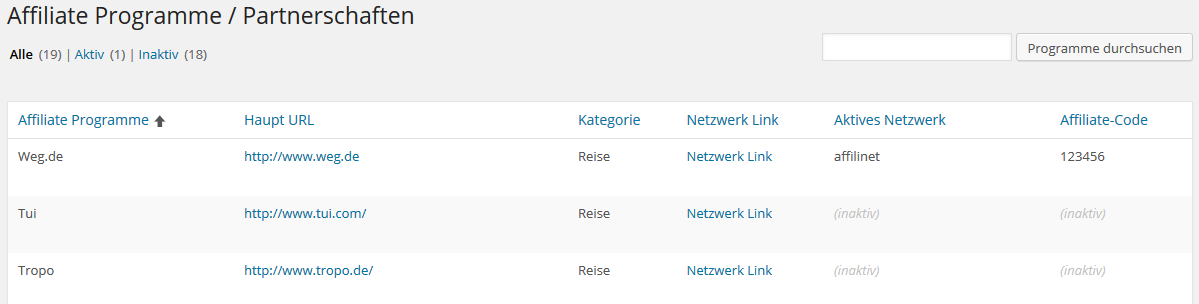 Affiliate Programme / Partnerschaften
Alle (19) | Aktiv (1) | Inaktiv (18)
Programme durchsuchen
Affiliate Programme Haupt URL Kategorie Netzwerk Link Aktives Netzwerk Affiliate-Code
Weg.de http://www.weg.de Reise Netzwerk Link affilinet 123456
Tui http://www.tui.com/ Reise Netzwerk Link (inaktiv) (inaktiv)
Tropo http://www.tropo.de/ Reise Netzwerk Link (inaktiv) (inaktiv)